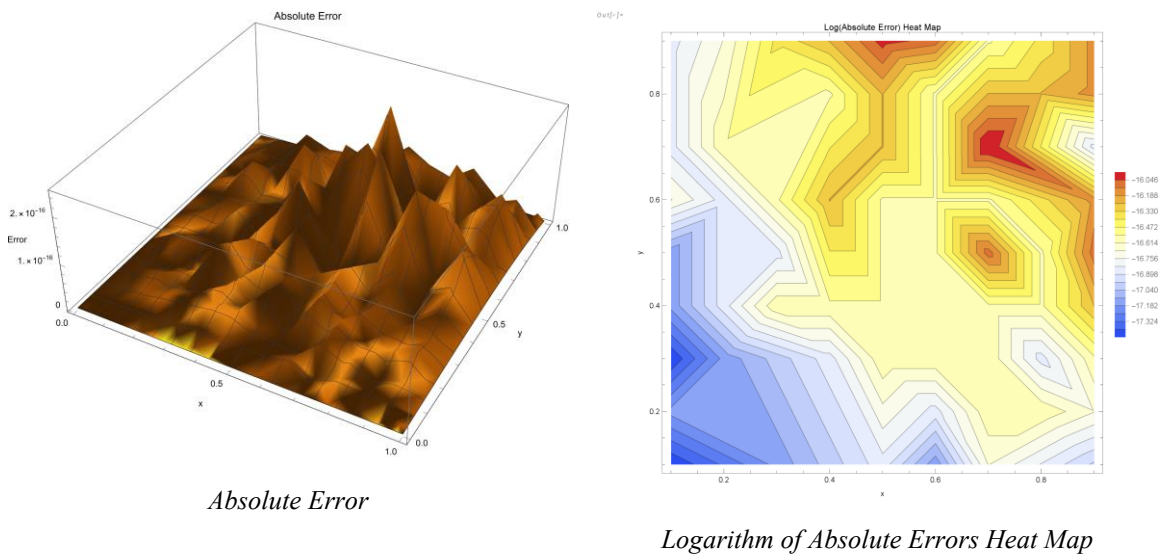 Absolute Error
2. × 10⁻¹⁶
Error
1. × 10⁻¹⁶
0
0.0
0.5
x
1.0
0.0
0.5
y
1.0
Absolute Error
Out[•]=
Log(Absolute Error) Heat Map
0.8
0.6
y
0.4
0.2
0.2
0.4
0.6
0.8
x
−16.046
−16.188
−16.330
−16.472
−16.614
−16.756
−16.898
−17.040
−17.182
−17.324
Logarithm of Absolute Errors Heat Map